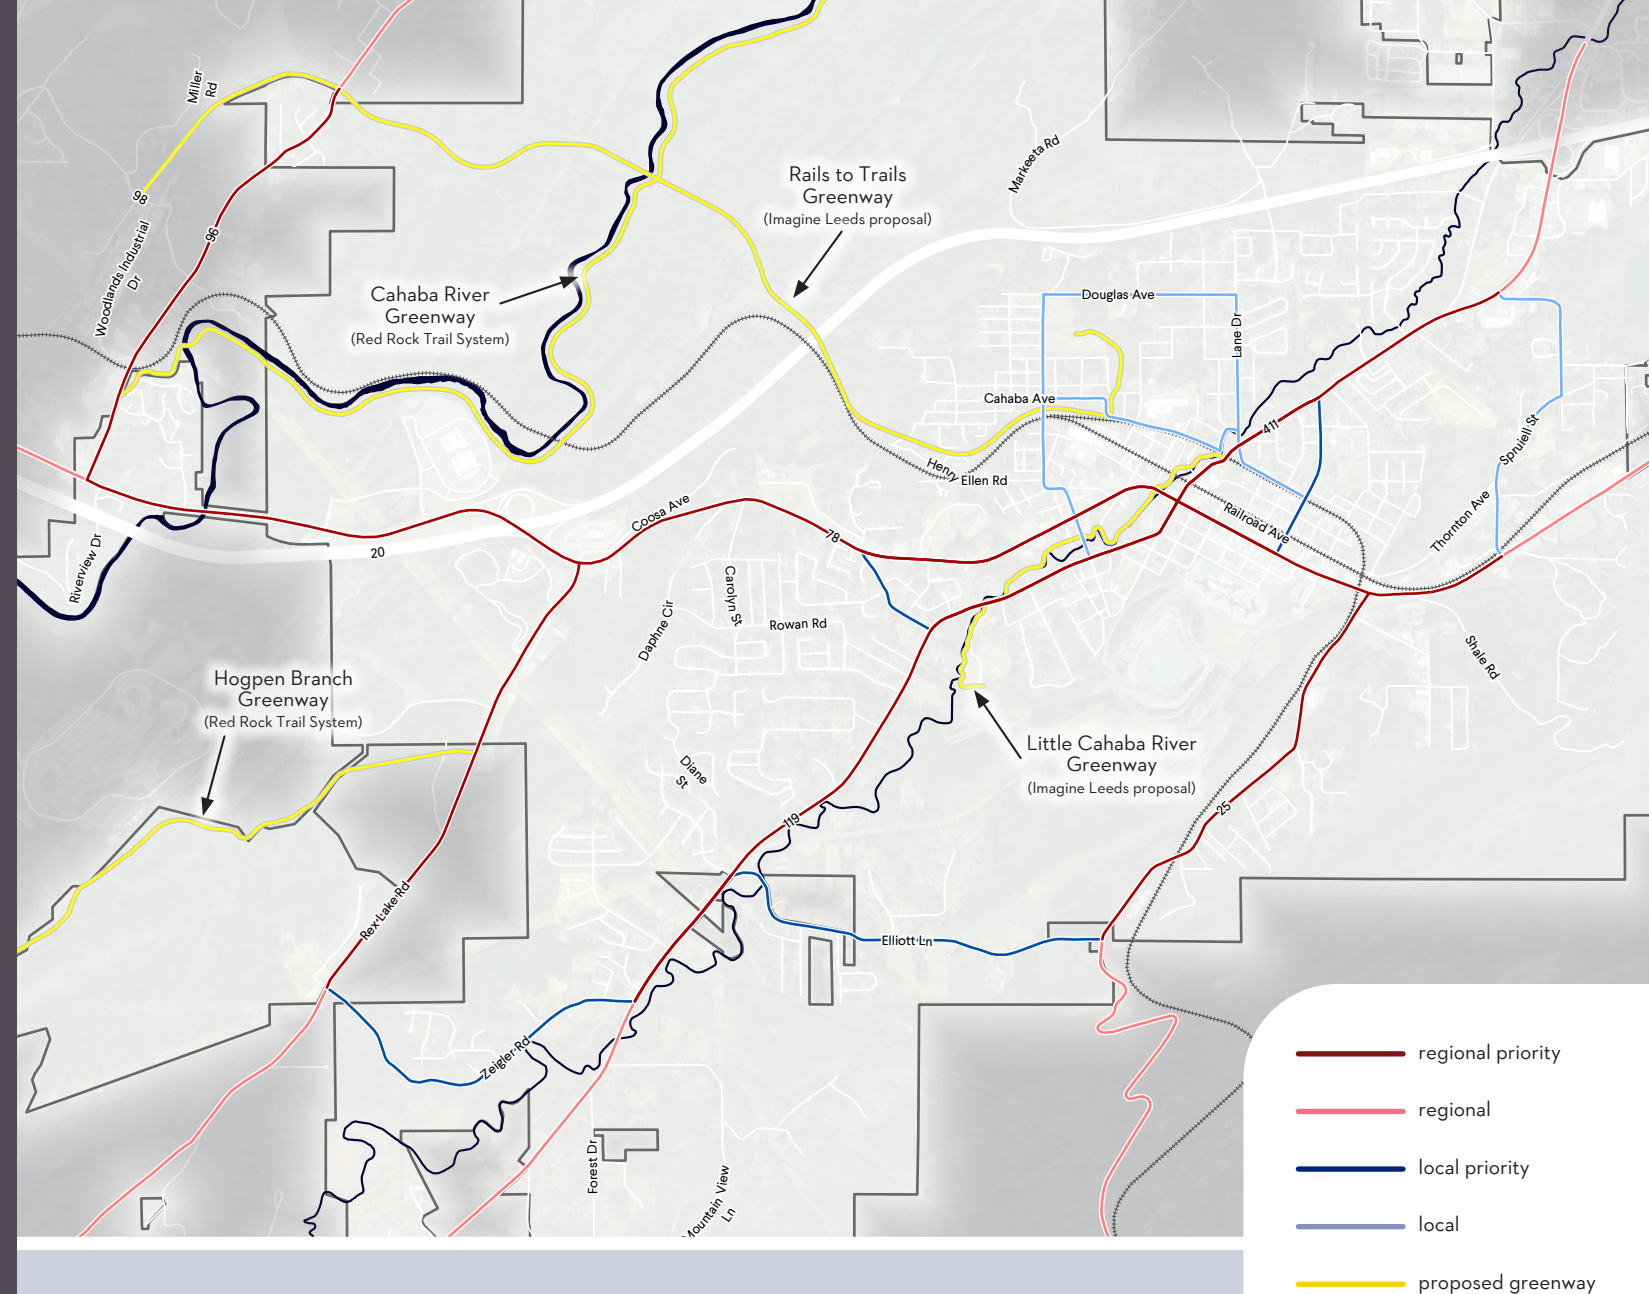 Miller
Rd
98
Woodlands Industrial
Dr
96
Rails to Trails
Greenway
(Imagine Leeds proposal)
Markeeta Rd
Cahaba River
Greenway
(Red Rock Trail System)
Douglas Ave
Lane Dr
Cahaba Ave
411
Henry
Ellen Rd
Spruiell St
Thornton Ave
Railroad Ave
Coosa Ave
78
20
Riverview Dr
Carolyn St
Daphne Cir
Rowan Rd
Shale Rd
Hogpen Branch
Greenway
(Red Rock Trail System)
Little Cahaba River
Greenway
(Imagine Leeds proposal)
Diane
St
119
25
Rex Lake Rd
Elliott Ln
Zeigler Rd
Forest Dr
Mountain View
Ln
regional priority
regional
local priority
local
proposed greenway